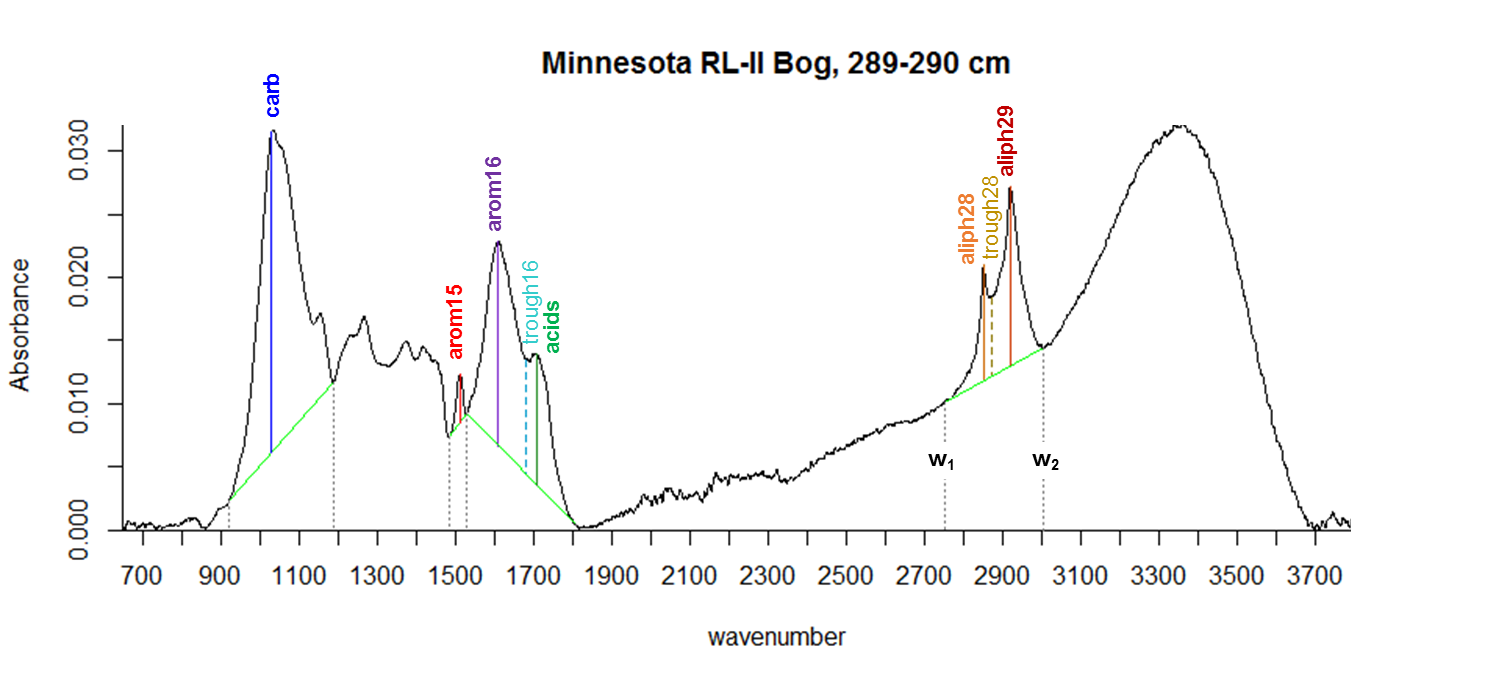 Minnesota RL-II Bog, 289-290 cm
carb
arom15
arom16
trough16
acids
aliph28
trough28
aliph29
w1
w2
Absorbance
0.000
0.010
0.020
0.030
700 900 1100 1300 1500 1700 1900 2100 2300 2500 2700 2900 3100 3300 3500 3700
wavenumber